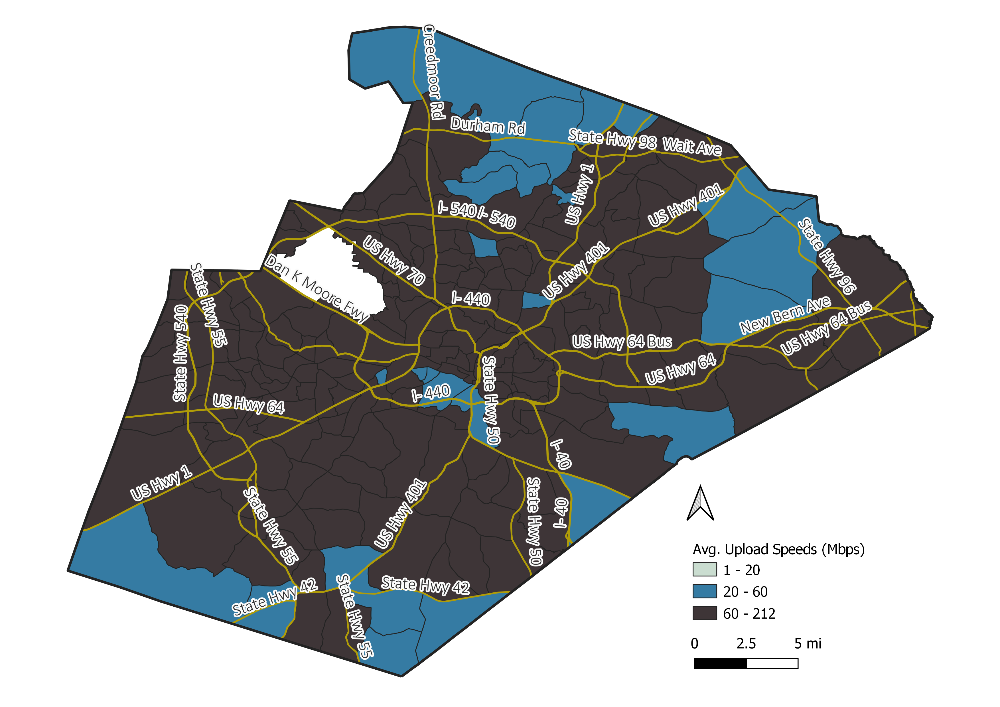 Creedmoor Rd
Durham Rd
State Hwy 98
Wait Ave
US Hwy 1
US Hwy 401
I- 540
I- 540
State Hwy 96
US Hwy 70
US Hwy 401
Dan K Moore Fwy
State Hwy 55
I- 440
State Hwy 540
New Bern Ave
US Hwy 64 Bus
US Hwy 64 Bus
US Hwy 64
State Hwy 50
I- 440
US Hwy 64
I- 40
US Hwy 1
State Hwy 55
US Hwy 401
State Hwy 50
I- 40
State Hwy 42
State Hwy 42
State Hwy 55
Avg. Upload Speeds (Mbps)
1 - 20
20 - 60
60 - 212
0 2.5 5 mi